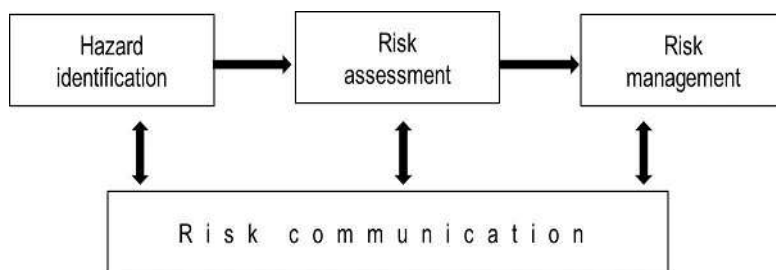 Hazard
identification
Risk
assessment
Risk
management
Risk communication